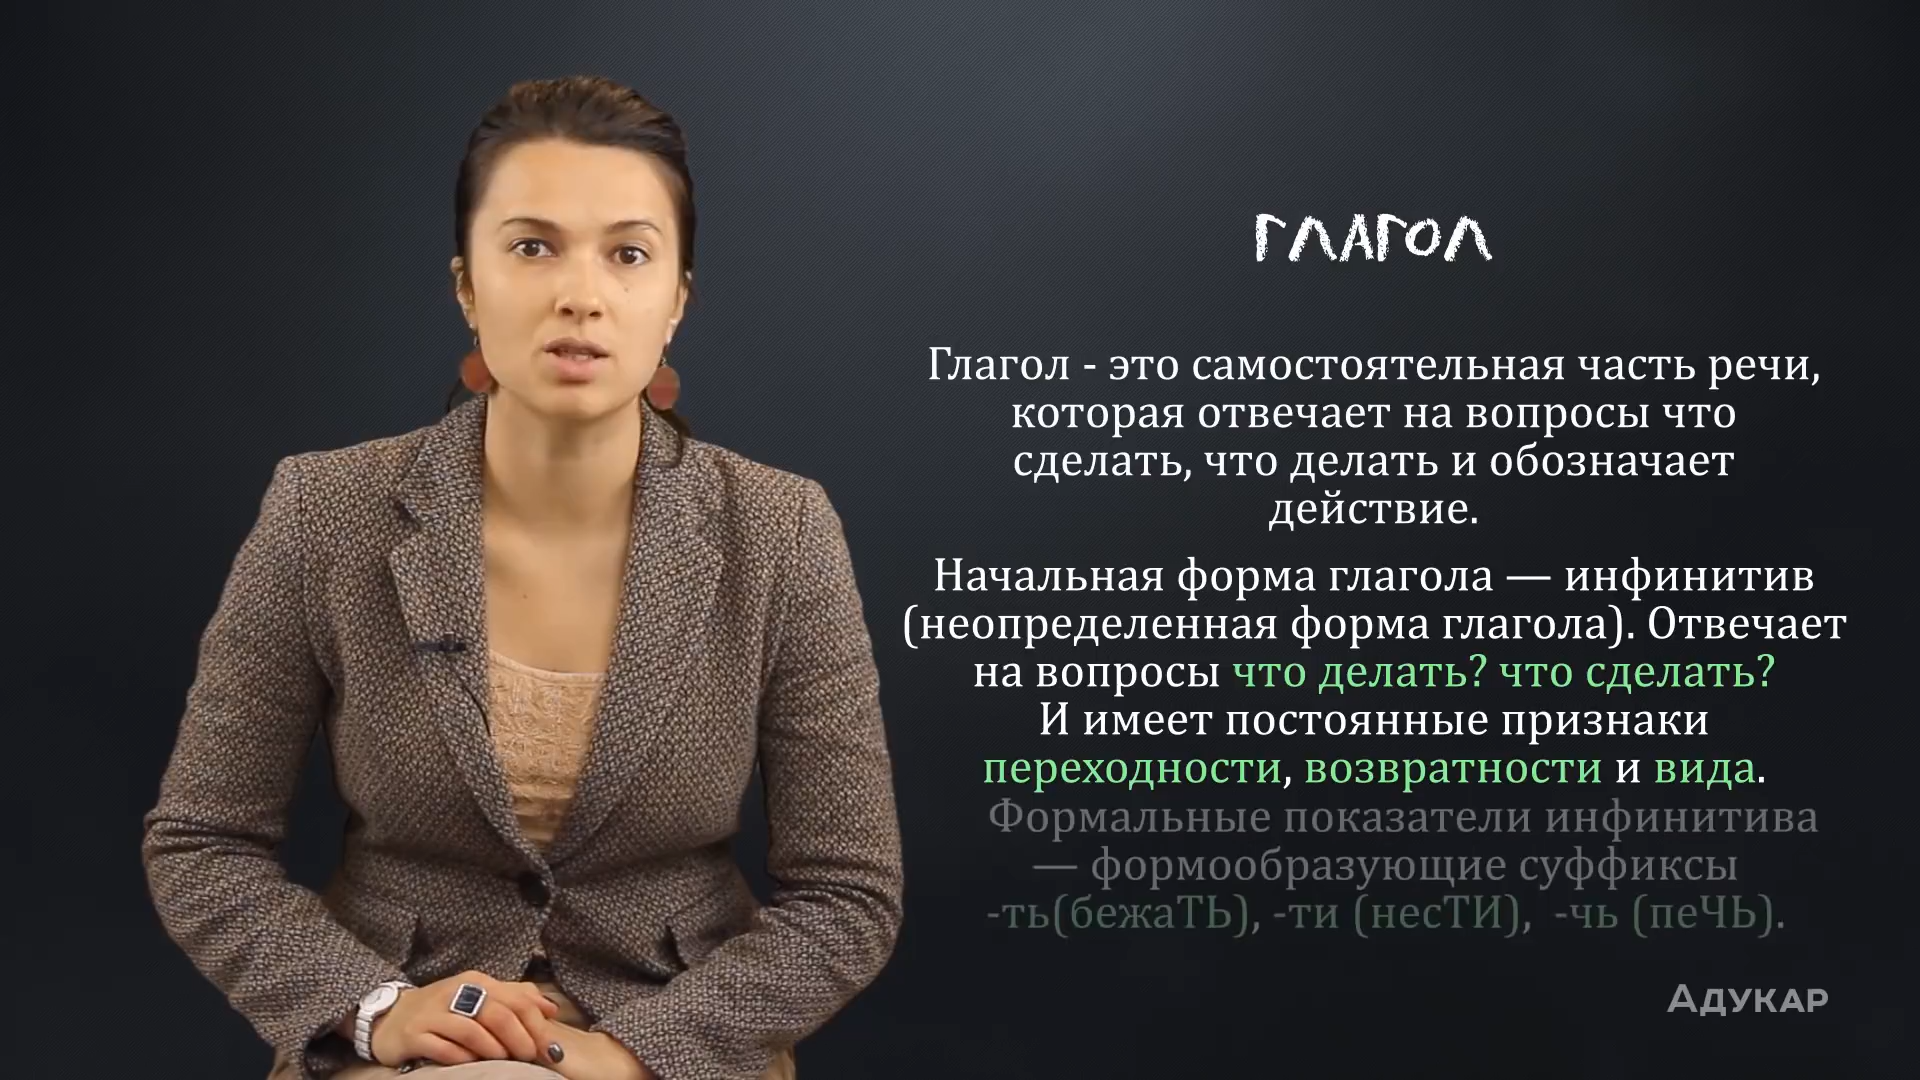 ГЛАГОЛ
Глагол - это самостоятельная часть речи,
которая отвечает на вопросы что
сделать, что делать и обозначает
действие.
Начальная форма глагола — инфинитив
(неопределенная форма глагола). Отвечает
на вопросы что делать? что сделать?
И имеет постоянные признаки
переходности, возвратности и вида.
Формальные показатели инфинитива
— формообразующие суффиксы
-ть(бежаТЬ), -ти (несТИ), -чь (пеЧЬ).
АДУКАР